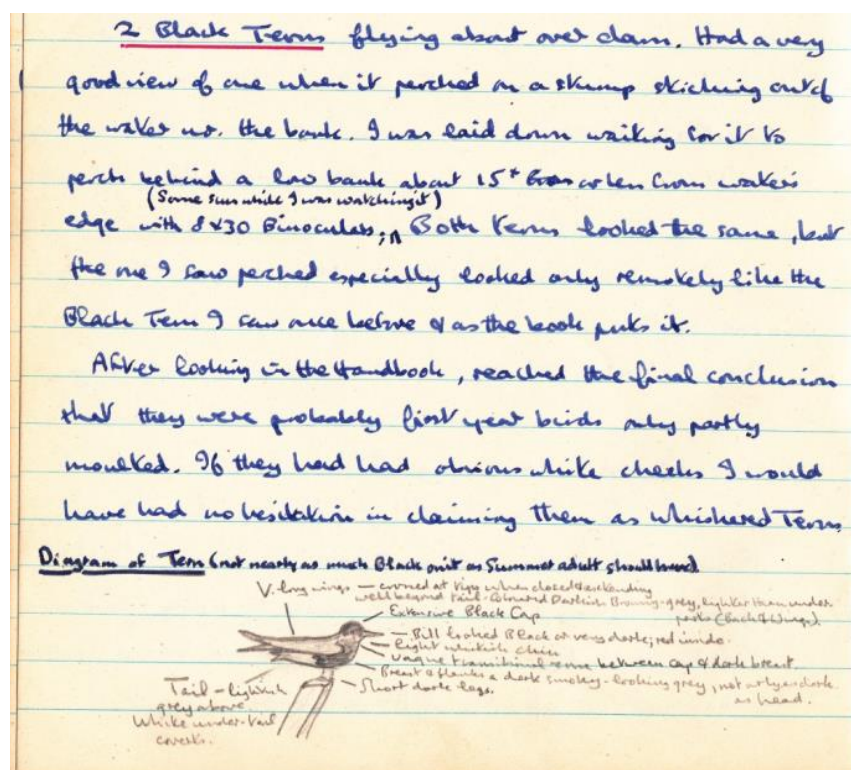 2 Black Terns flying about over dam. Had a very
good view of one when it perched on a stump sticking out of
the water nr. the bank. I was laid down waiting for it to
perch behind a low bank about 15+ or less from water's
(Some sun while I was watching it)
edge with 8x30 Binoculars; Both Terns looked the same, but
the one I saw perched especially looked only remotely like the
Black Tern I saw once before & as the book puts it.
After looking in the Handbook, reached the final conclusion
that they were probably first year birds only partly
moulted. If they had had obvious white cheeks I would
have had no hesitation in claiming them as Whiskered Terns
Diagram of Tern (not nearly as much Black on it as Summer adult should have).
V. long wings — crossed at tips when closed & extending
well beyond tail - Coloured Darkish Browny-grey, lighter than under
parts (Back & Wings).
Extensive Black Cap
Bill looked Black or very dark; red inside.
Light whitish chin
Vague transitional zone between cap & dark breast.
Breast & flanks a dark smokey-looking grey, not as dark
as head.
Short dark legs.
Tail - lightish
grey above
White under-tail
coverts.